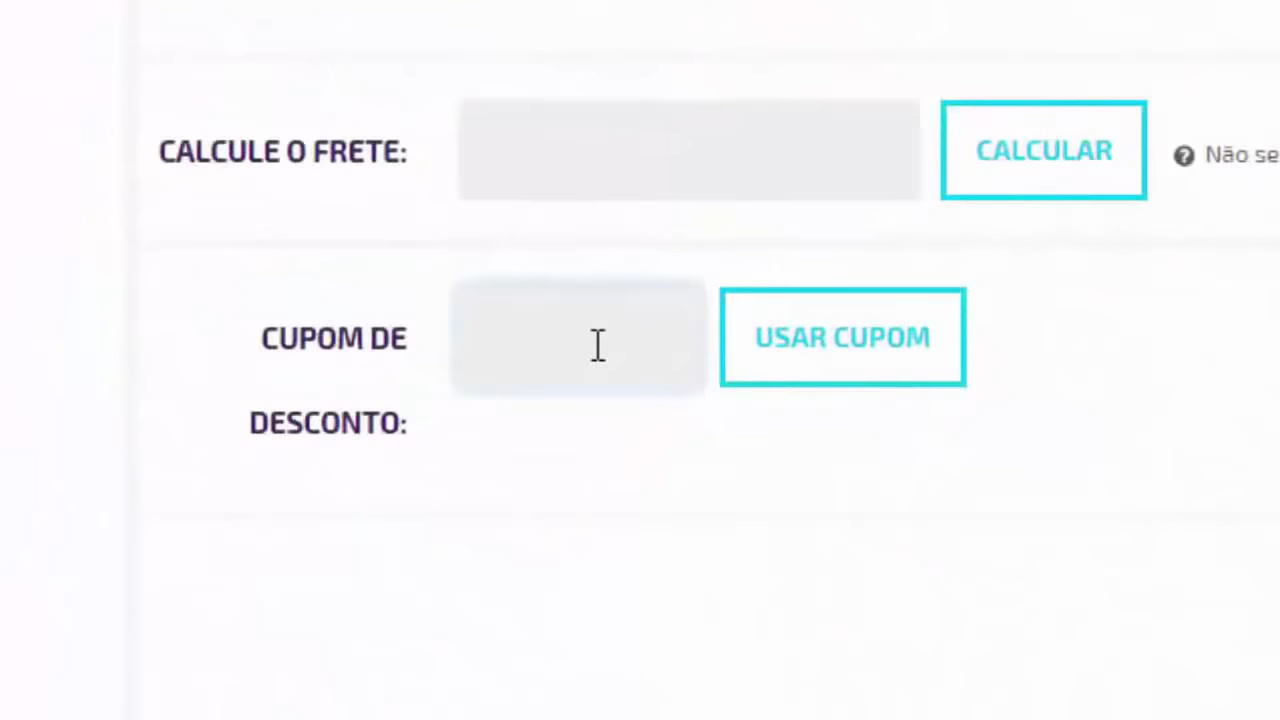 CALCULE O FRETE:
CALCULAR
Não se
CUPOM DE
DESCONTO:
USAR CUPOM